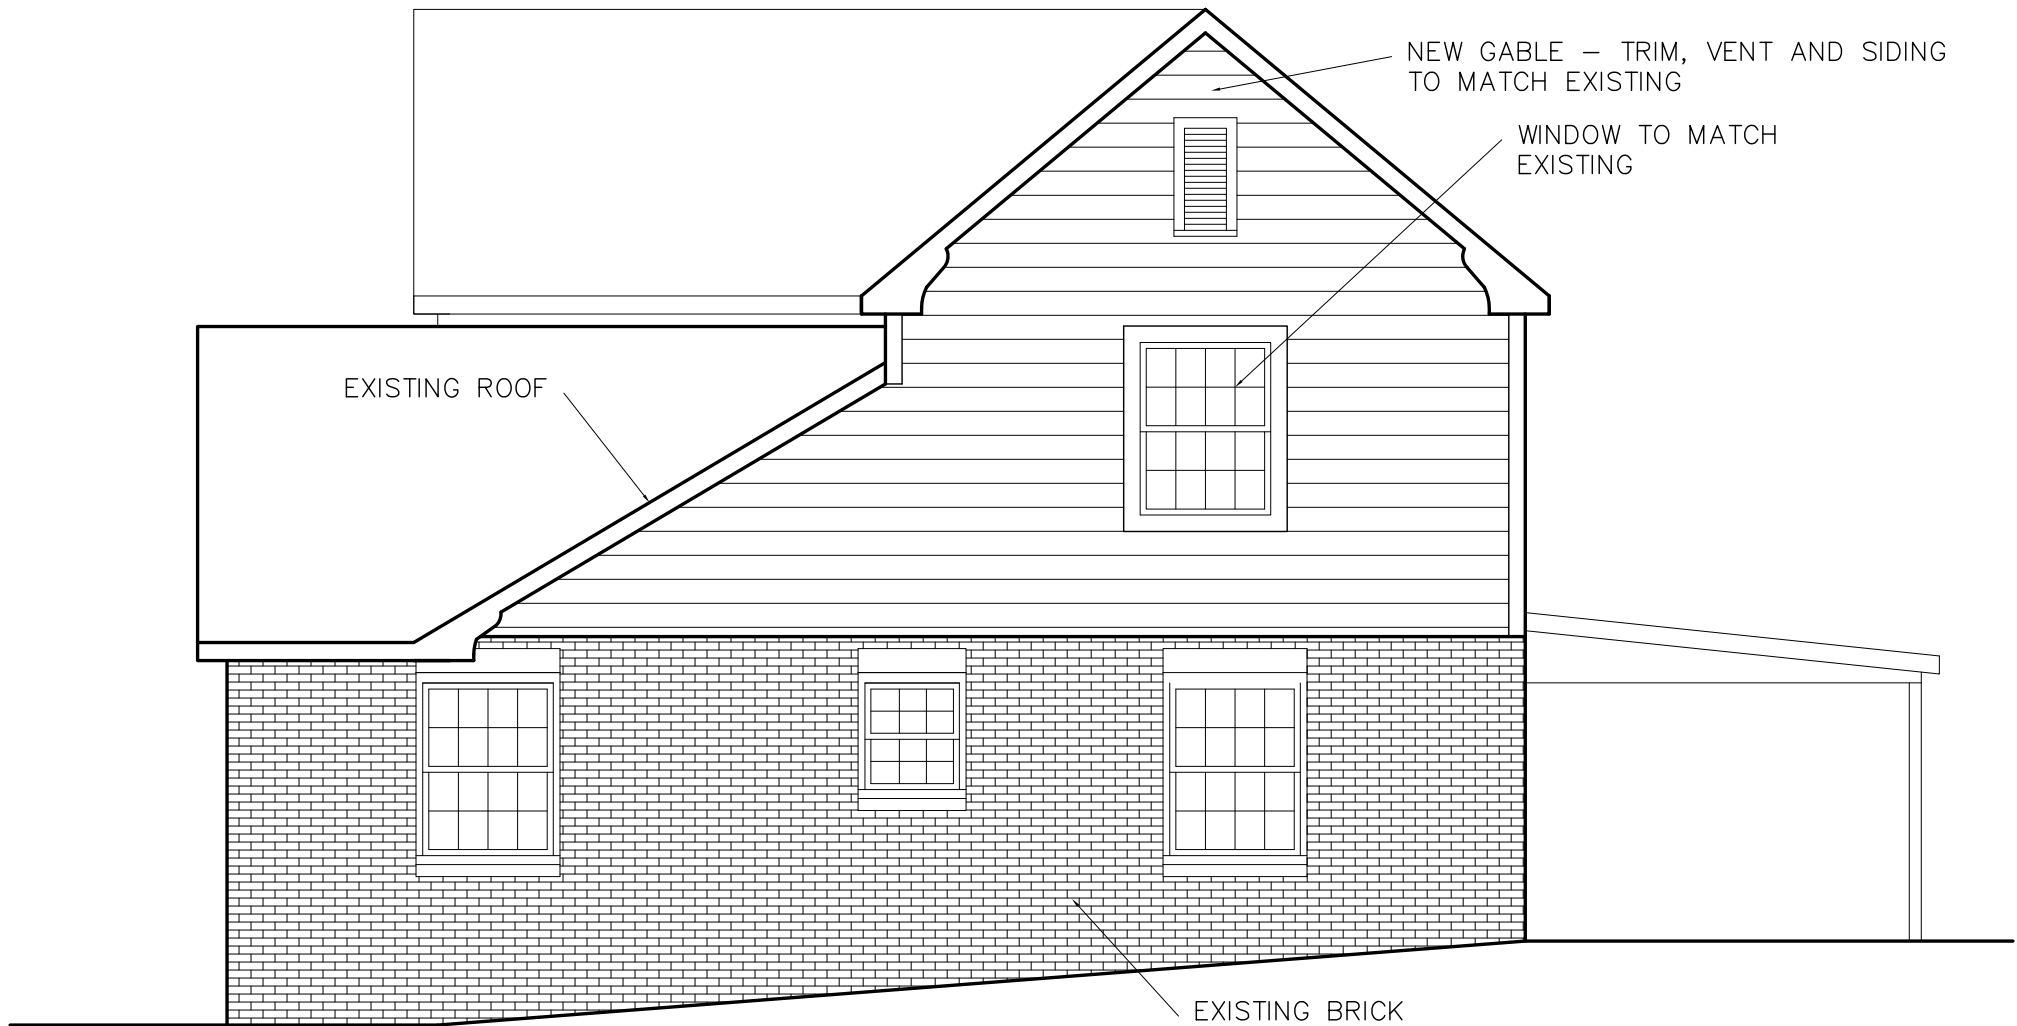 NEW GABLE – TRIM, VENT AND SIDING
TO MATCH EXISTING
WINDOW TO MATCH
EXISTING
EXISTING ROOF
EXISTING BRICK